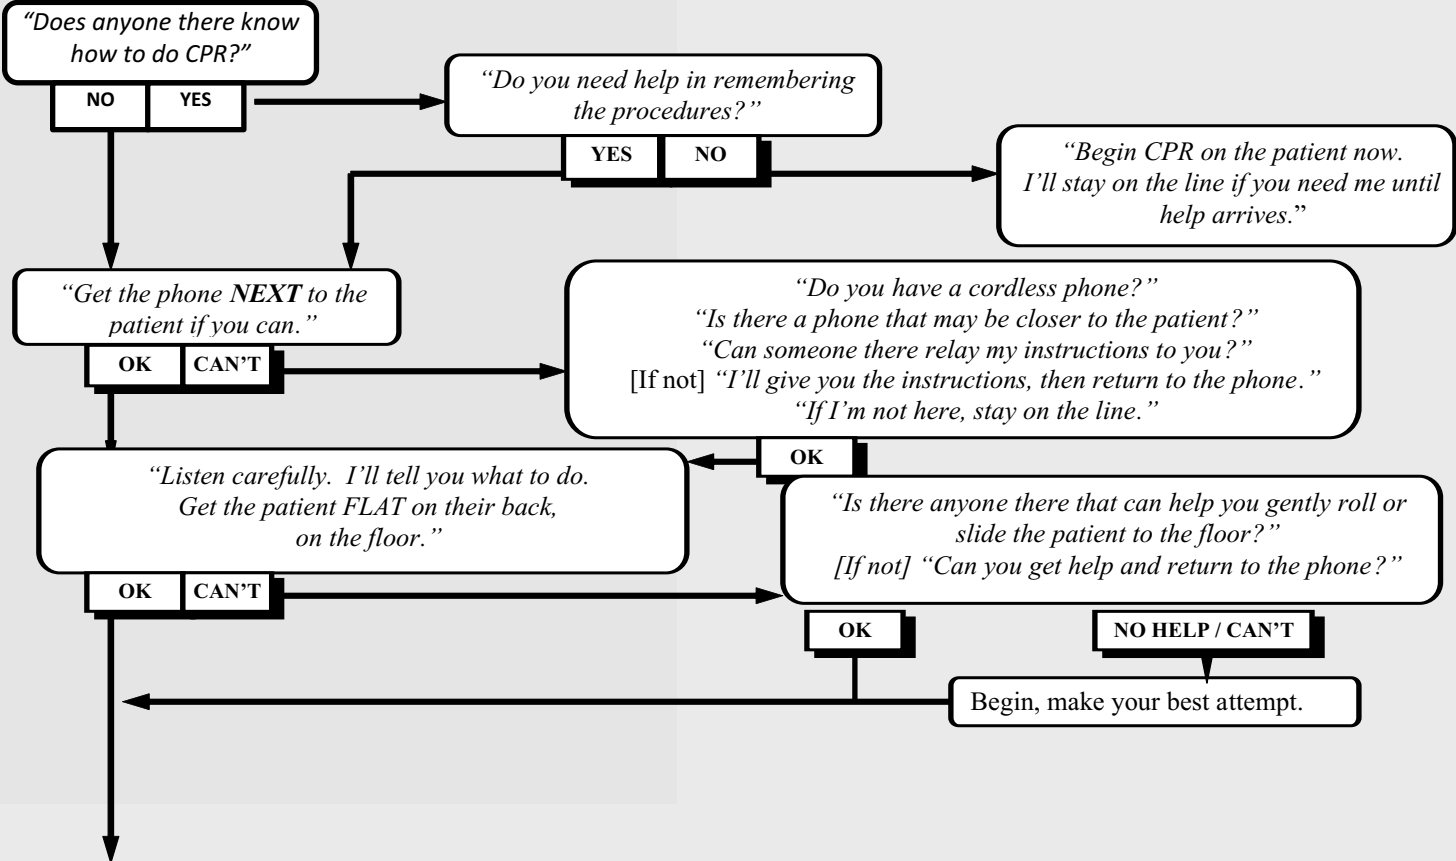 “Does anyone there know
how to do CPR?”
NO YES
“Do you need help in remembering
the procedures?”
YES NO
“Begin CPR on the patient now.
I’ll stay on the line if you need me until
help arrives.”
“Get the phone NEXT to the
patient if you can.”
OK CAN’T
“Do you have a cordless phone?”
“Is there a phone that may be closer to the patient?”
“Can someone there relay my instructions to you?”
[If not] “I’ll give you the instructions, then return to the phone.”
“If I’m not here, stay on the line.”
OK
“Listen carefully.  I’ll tell you what to do.
Get the patient FLAT on their back,
on the floor.”
OK CAN’T
“Is there anyone there that can help you gently roll or
slide the patient to the floor?”
[If not] “Can you get help and return to the phone?”
OK
NO HELP / CAN’T
Begin, make your best attempt.